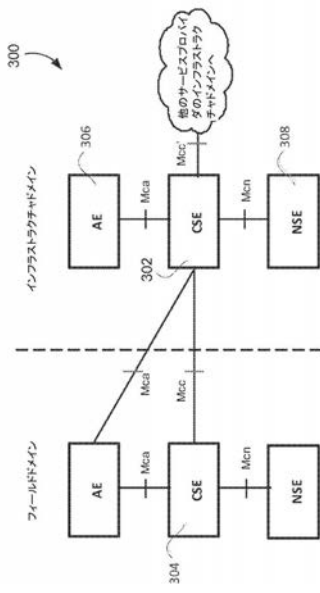 300
フィールドドメイン
インフラストラクチャドメイン
AE
AE
306
Mca
Mca
Mca
304
CSE
Mcc
302
CSE
Mcc'
他のサービスプロバイ
ダのインフラストラク
チャドメインへ
Mcn
Mcn
NSE
NSE
308